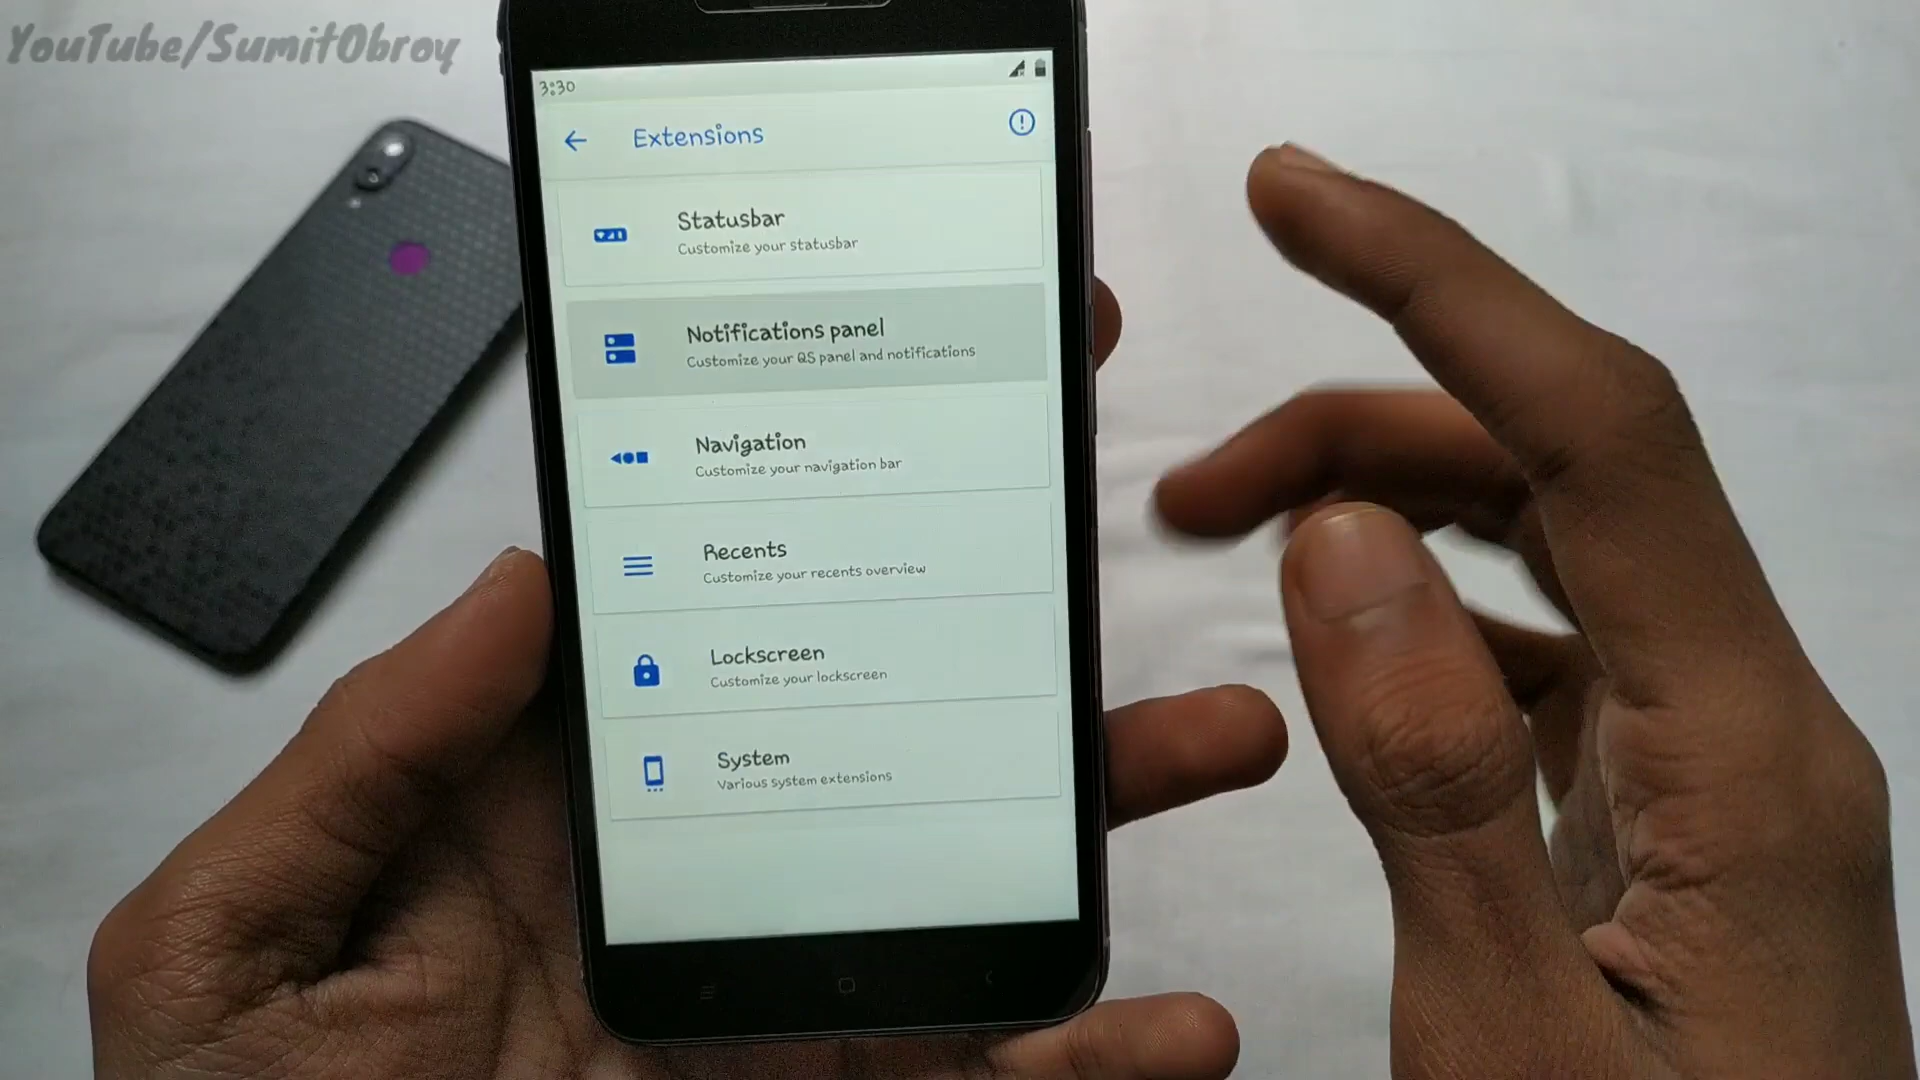 YouTube/SumitObroy
3:30
Extensions
Statusbar
Customize your statusbar
Notifications panel
Customize your QS panel and notifications
Navigation
Customize your navigation bar
Recents
Customize your recents overview
Lockscreen
Customize your lockscreen
System
Various system extensions